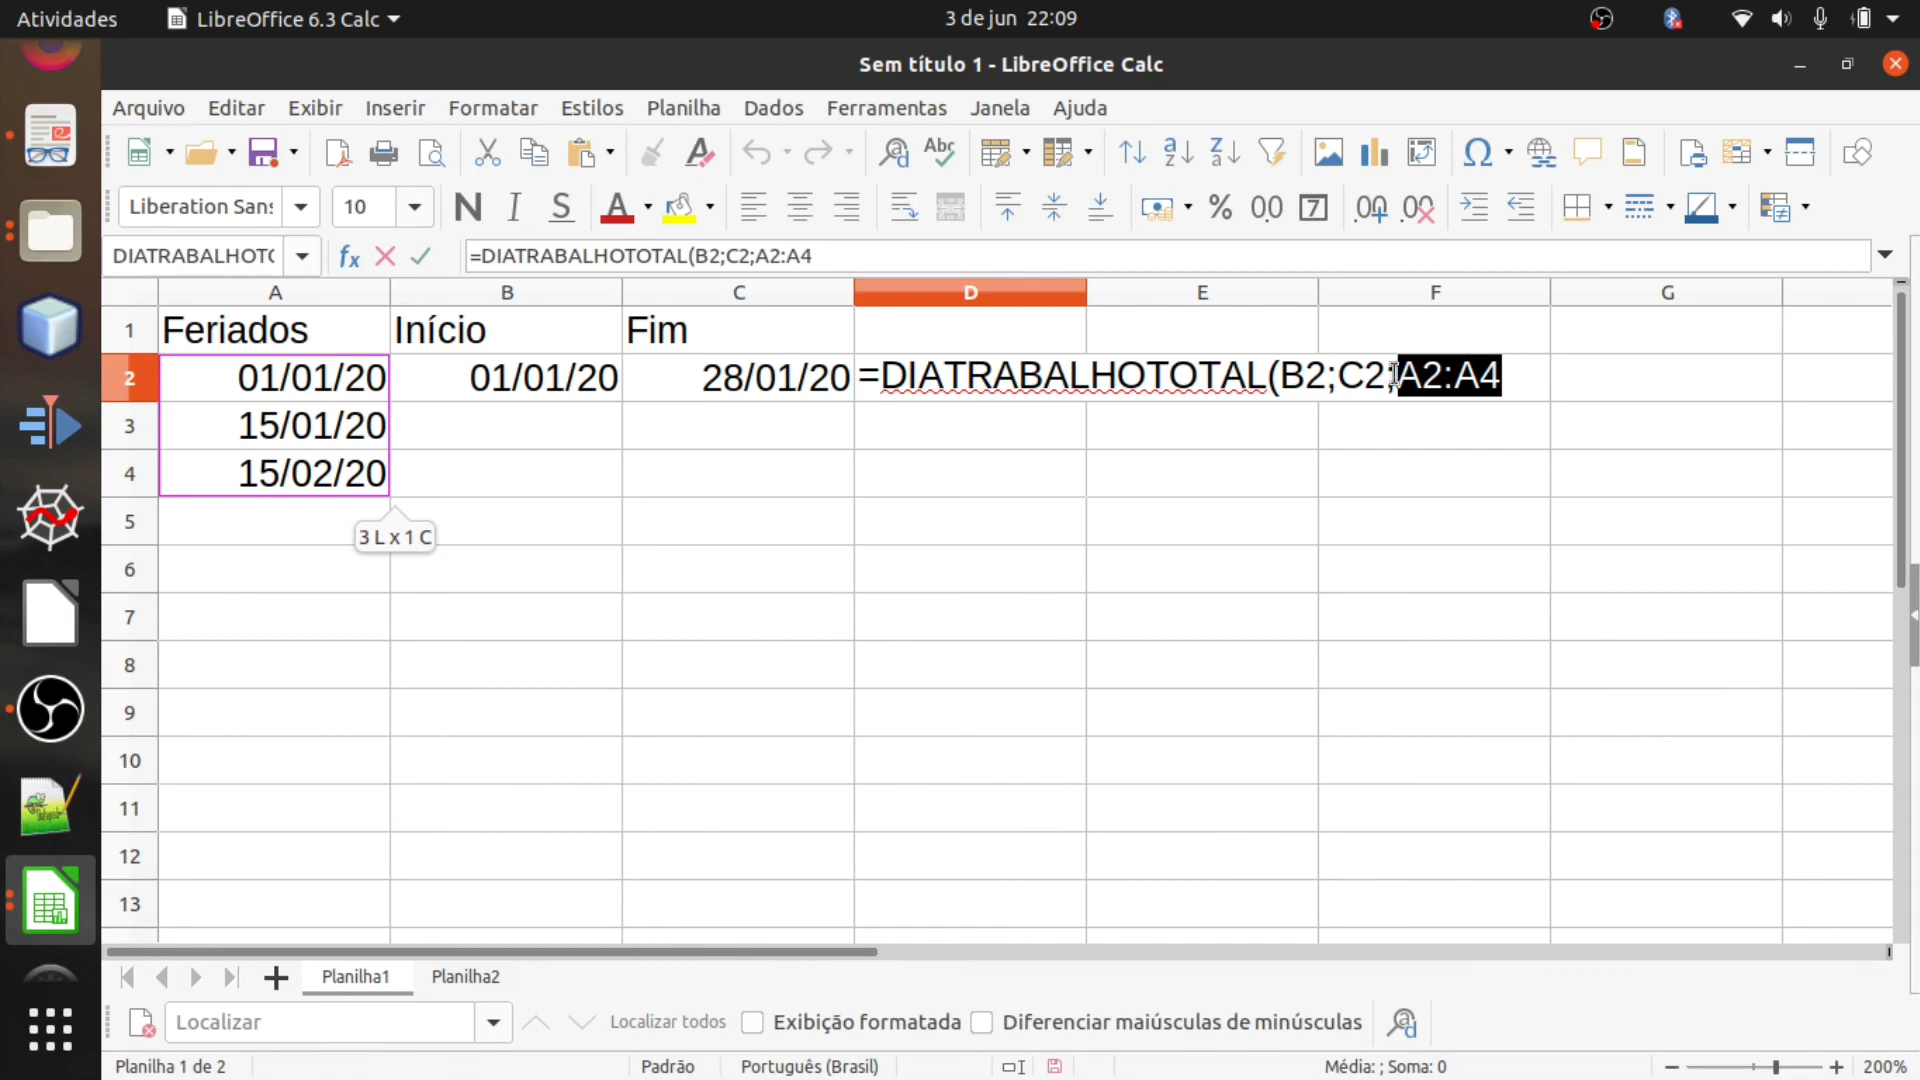 Atividades LibreOffice 6.3 Calc 3 de jun 22:09
Sem título 1 - LibreOffice Calc
Arquivo Editar Exibir Inserir Formatar Estilos Planilha Dados Ferramentas Janela Ajuda
Liberation Sans 10 N I S A
DIATRABALHOTO fx =DIATRABALHOTOTAL(B2;C2;A2:A4
A B C D E F G
1 Feriados Início Fim
2 01/01/20 01/01/20 28/01/20 =DIATRABALHOTOTAL(B2;C2;A2:A4
3 15/01/20
4 15/02/20
5
3 L x 1 C
6
7
8
9
10
11
12
13
Planilha1 Planilha2
Localizar Localizar todos Exibição formatada Diferenciar maiúsculas de minúsculas
Planilha 1 de 2 Padrão Português (Brasil) Média: ; Soma: 0 200%